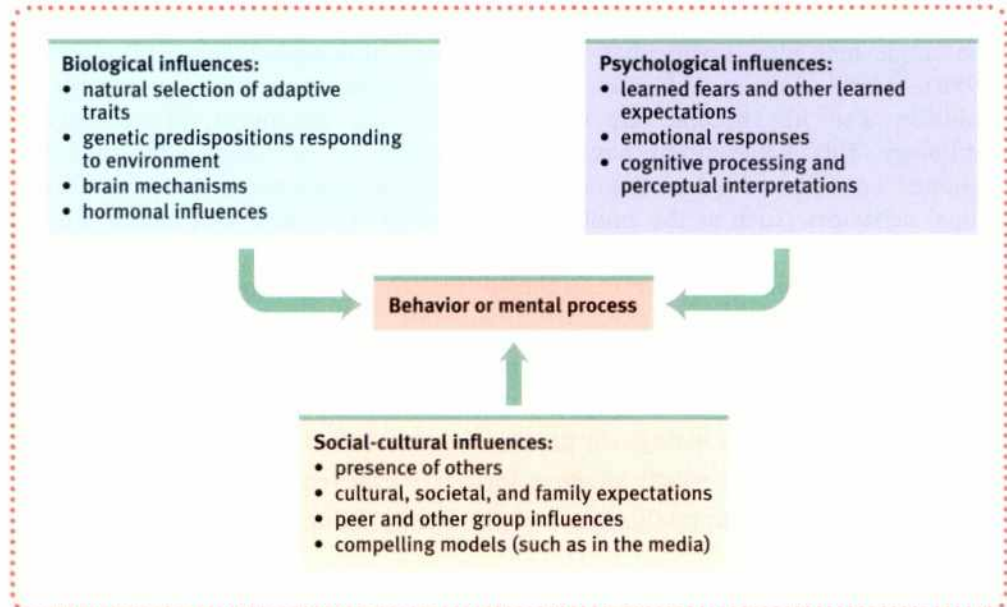 Biological influences:
• natural selection of adaptive
traits
• genetic predispositions responding
to environment
• brain mechanisms
• hormonal influences
Psychological influences:
• learned fears and other learned
expectations
• emotional responses
• cognitive processing and
perceptual interpretations
Behavior or mental process
Social-cultural influences:
• presence of others
• cultural, societal, and family expectations
• peer and other group influences
• compelling models (such as in the media)